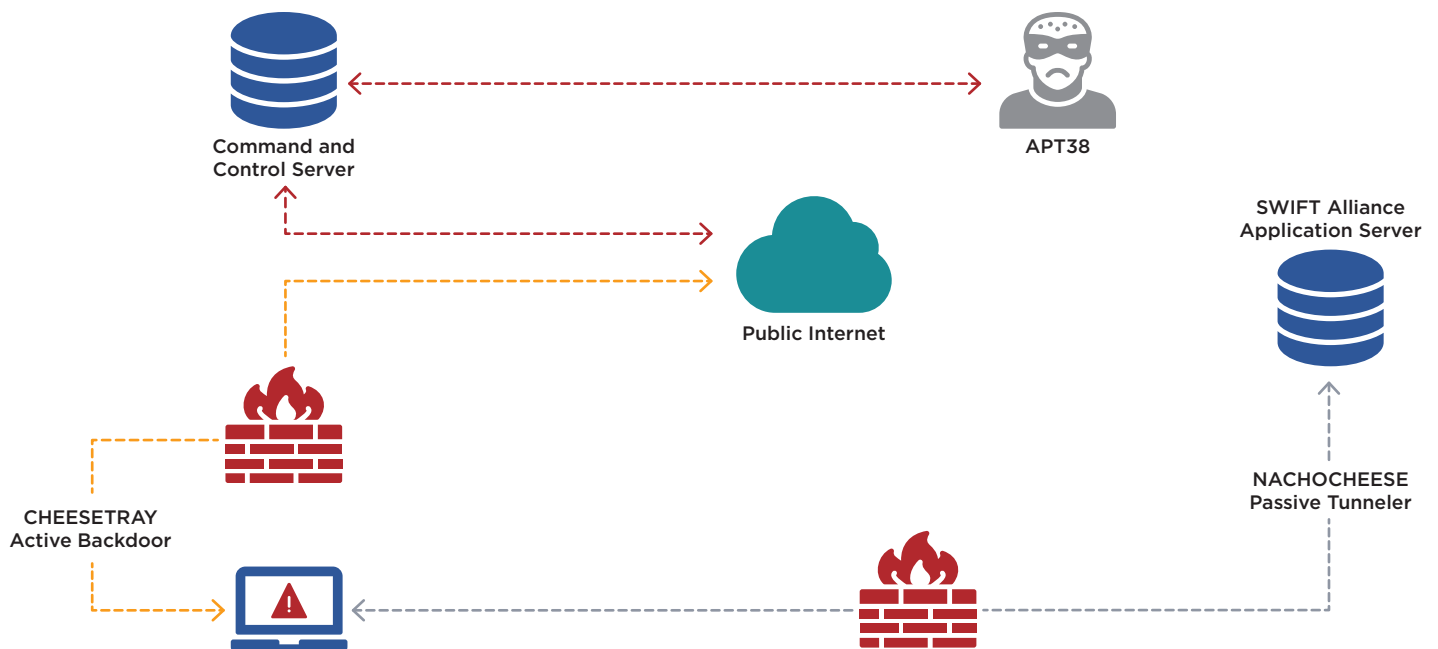 Command and
Control Server
APT38
SWIFT Alliance
Application Server
Public Internet
NACHOCHEESE
Passive Tunneler
CHEESETRAY
Active Backdoor
!